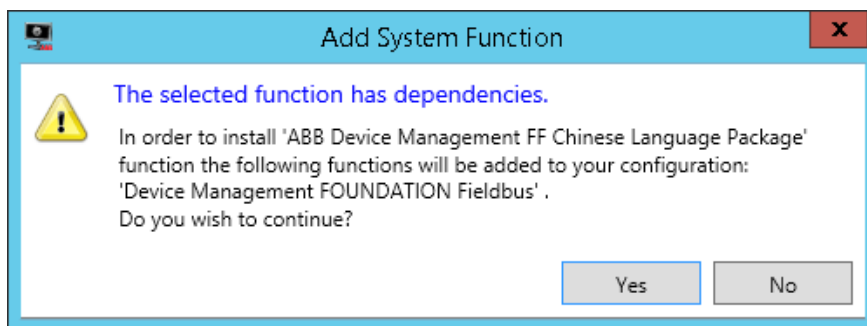 Add System Function
x
The selected function has dependencies.
In order to install 'ABB Device Management FF Chinese Language Package'
function the following functions will be added to your configuration:
'Device Management FOUNDATION Fieldbus' .
Do you wish to continue?
Yes No